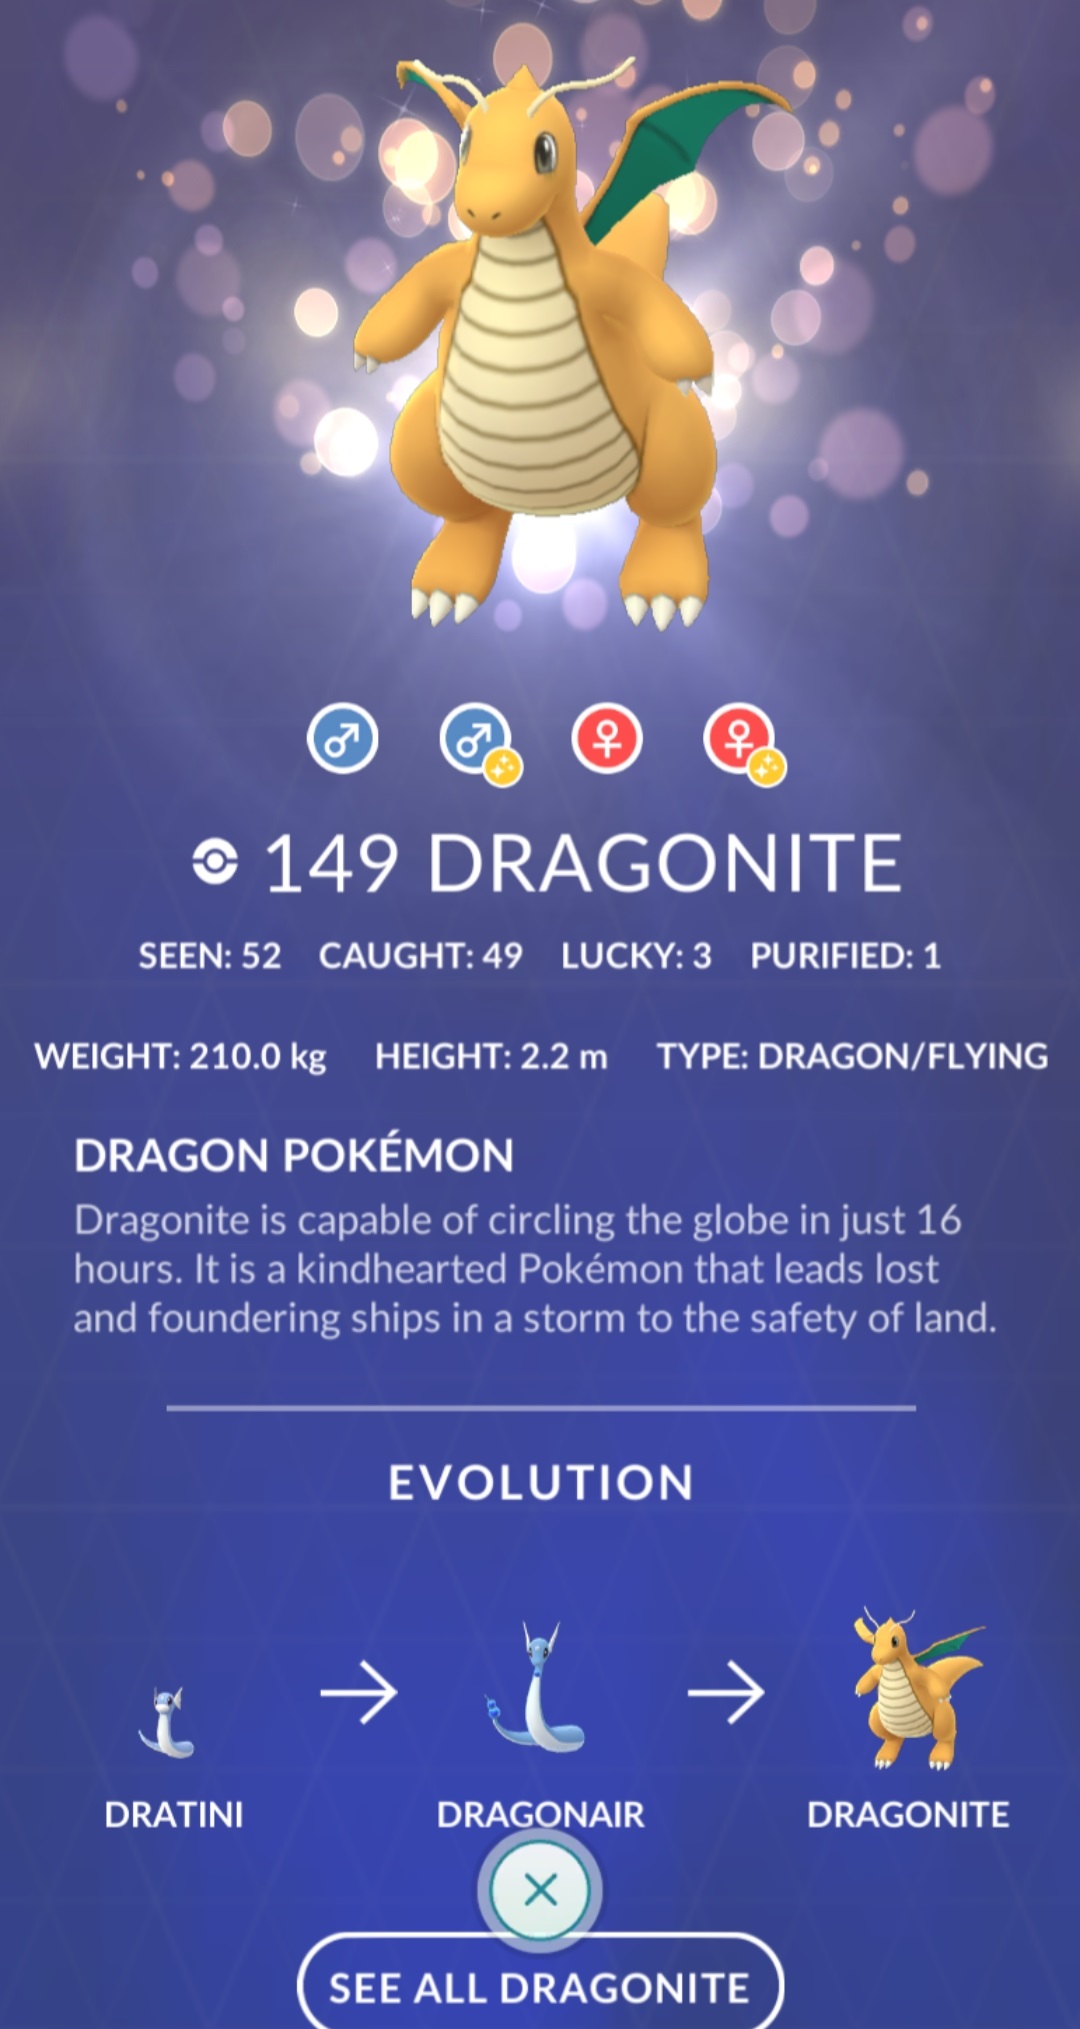 149 DRAGONITE
SEEN: 52 CAUGHT: 49 LUCKY: 3 PURIFIED: 1
WEIGHT: 210.0 kg HEIGHT: 2.2 m TYPE: DRAGON/FLYING
DRAGON POKÉMON
Dragonite is capable of circling the globe in just 16
hours. It is a kindhearted Pokémon that leads lost
and foundering ships in a storm to the safety of land.
EVOLUTION
DRATINI DRAGONAIR DRAGONITE
SEE ALL DRAGONITE